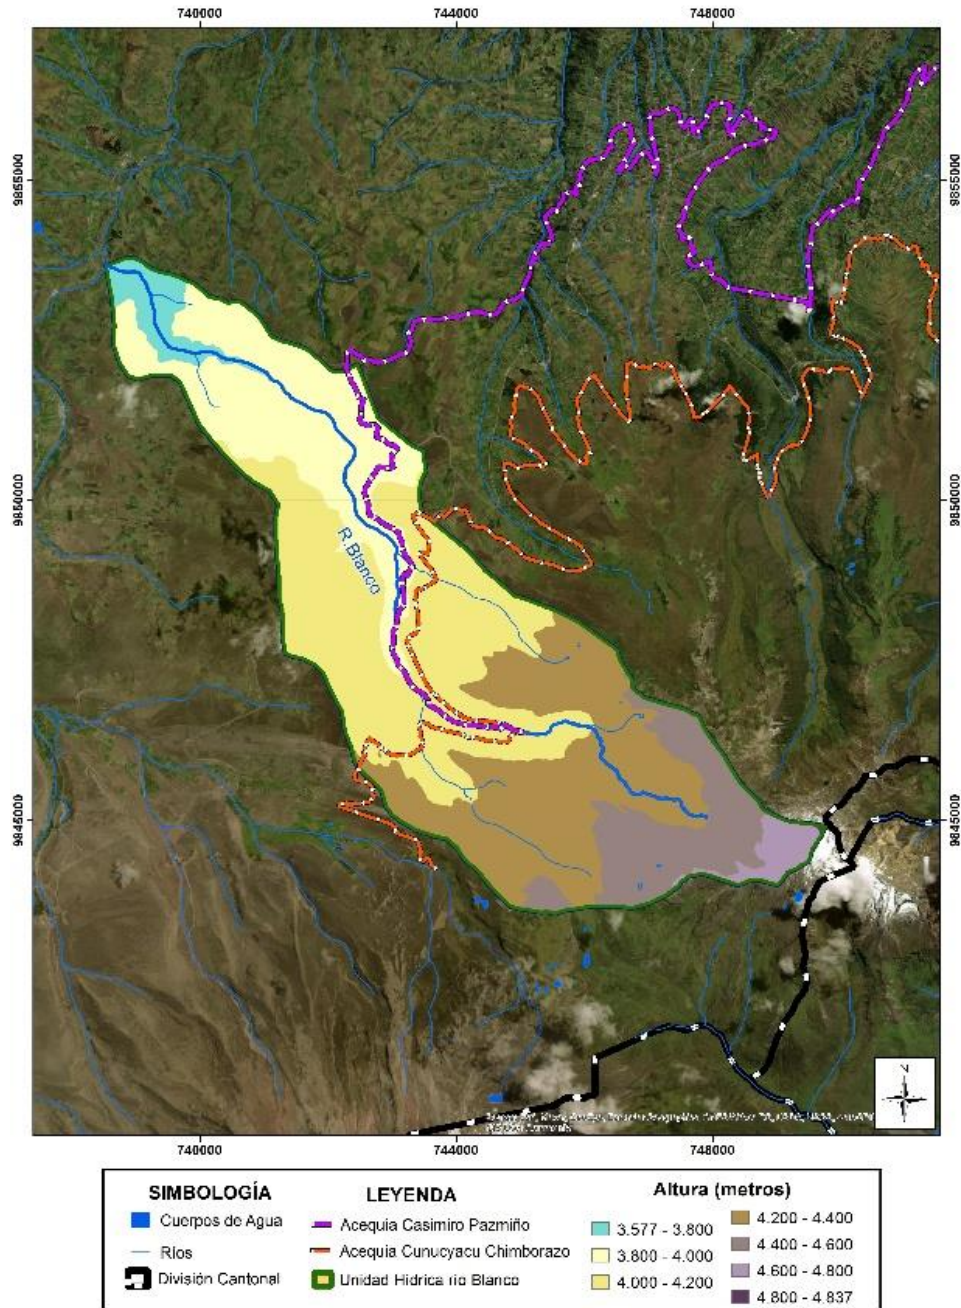 740000 744000 748000
9855000 9855000
9850000 9850000
R.Blanco
9845000 9845000
740000 744000 748000
SIMBOLOGÍA
Cuerpos de Agua
Ríos
División Cantonal
LEYENDA
Acequia Casimiro Pazmiño
Acequia Cunucyacu Chimborazo
Unidad Hídrica río Blanco
Altura (metros)
3.577 - 3.800
3.800 - 4.000
4.000 - 4.200
4.200 - 4.400
4.400 - 4.600
4.600 - 4.800
4.800 - 4.837